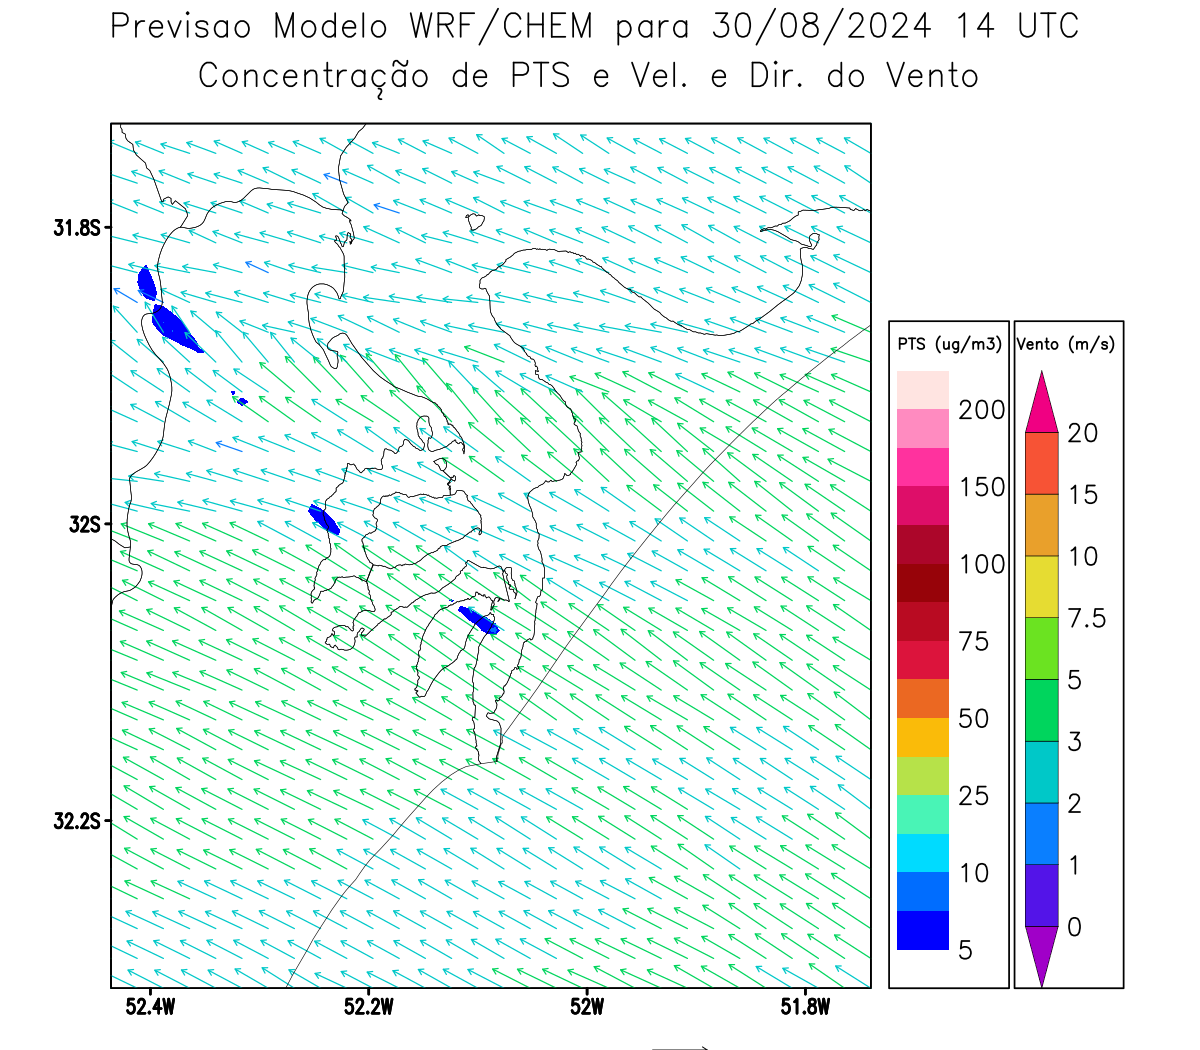 Previsao Modelo WRF/CHEM para 30/08/2024 14 UTC
Concentração de PTS e Vel. e Dir. do Vento
31.8S
32S
32.2S
52.4W 52.2W 52W 51.8W
PTS (ug/m3)
200
150
100
75
50
25
10
5
Vento (m/s)
20
15
10
7.5
5
3
2
1
0